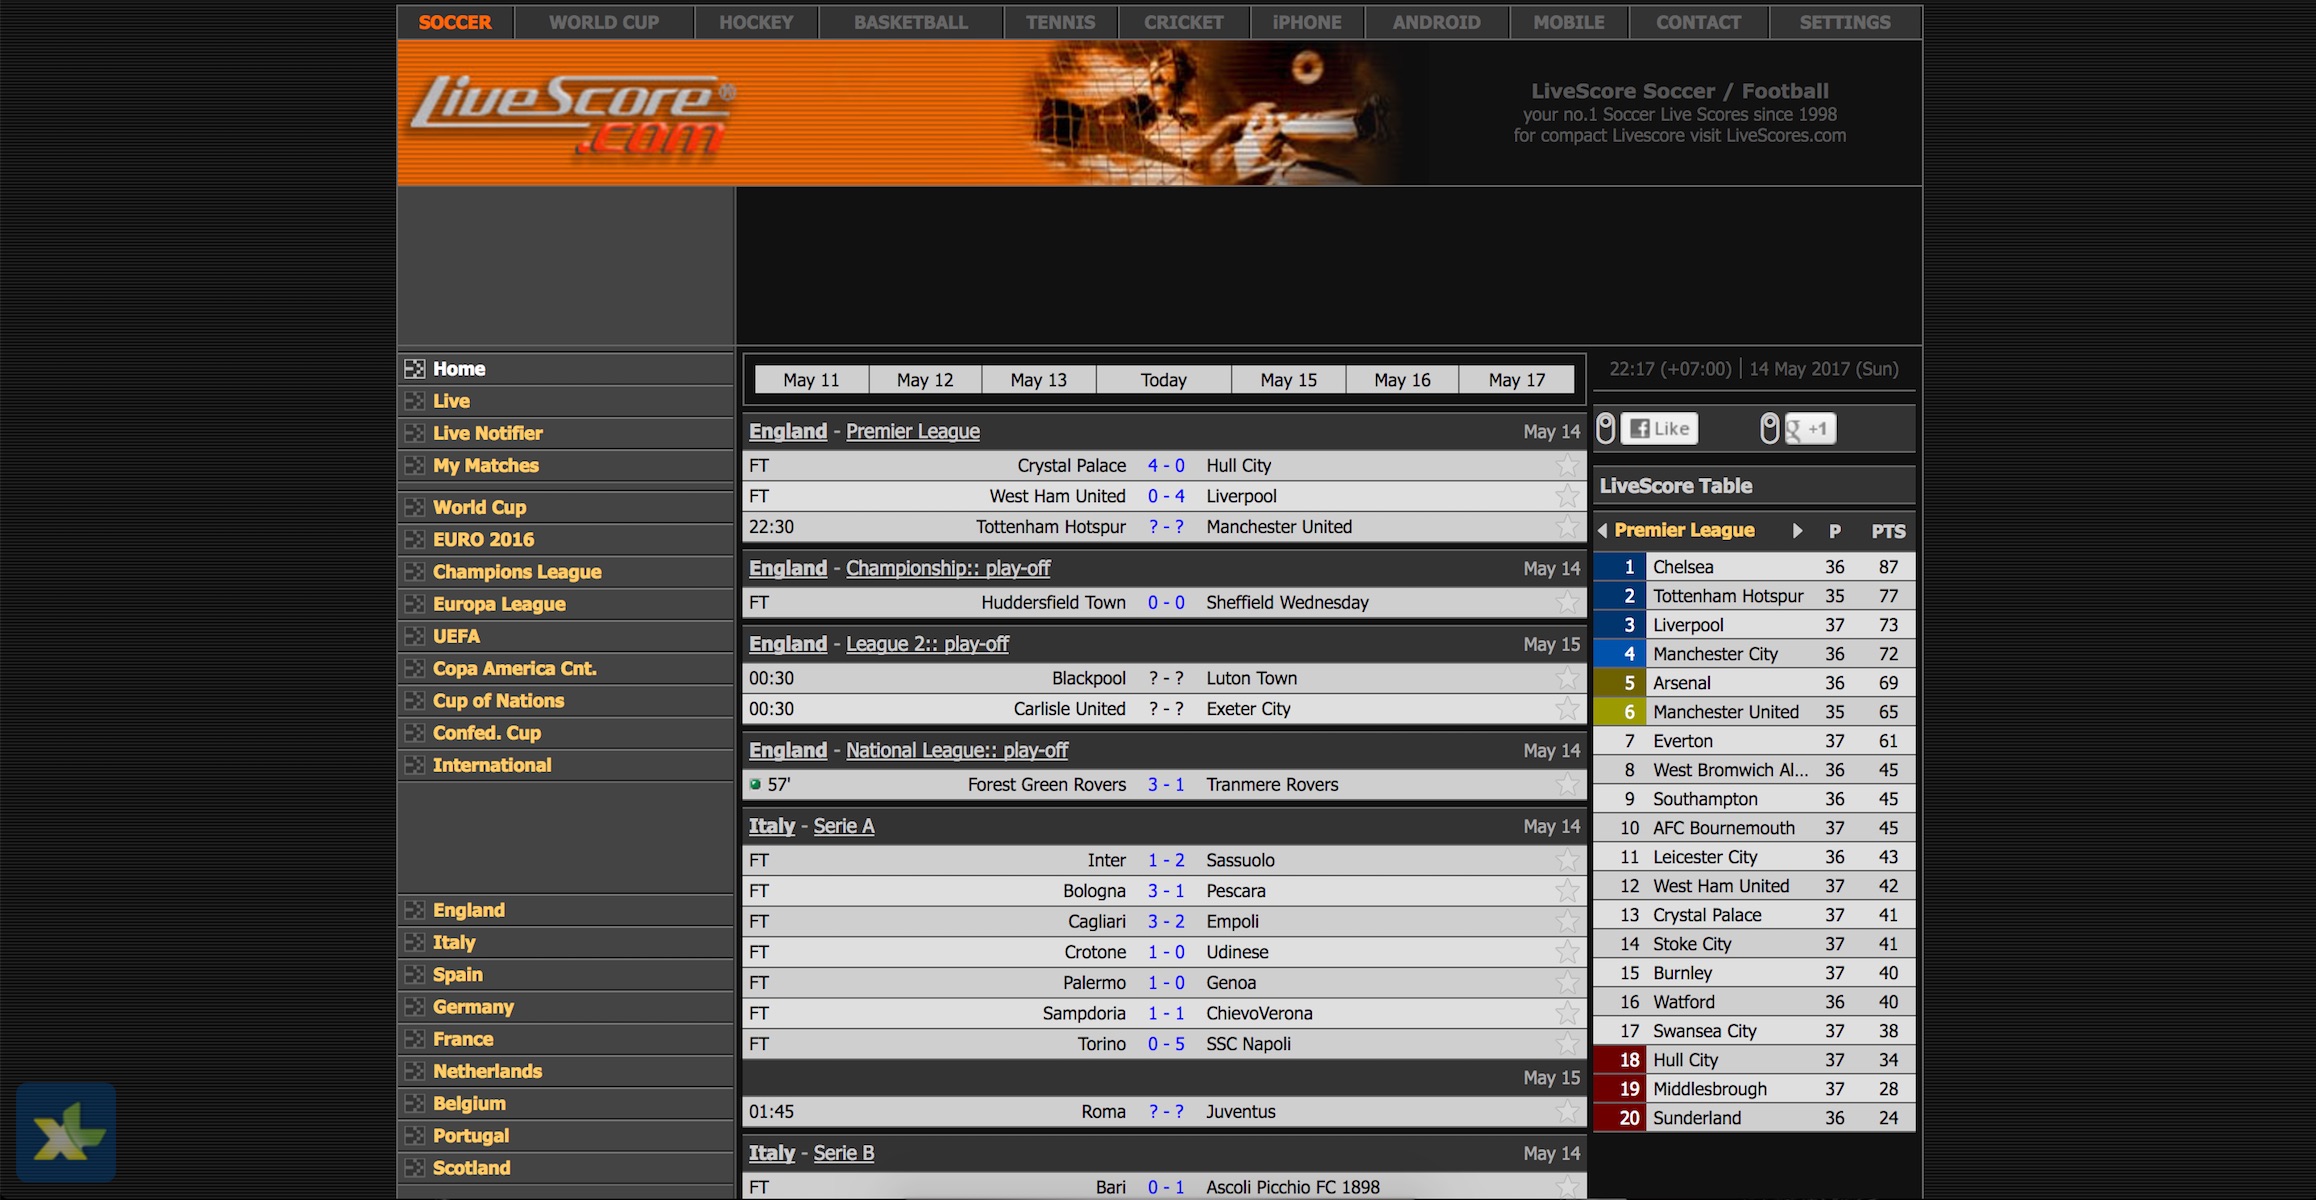 SOCCER WORLD CUP HOCKEY BASKETBALL TENNIS CRICKET iPHONE ANDROID MOBILE CONTACT SETTINGS
LiveScore®
.com
LiveScore Soccer / Football
your no.1 Soccer Live Scores since 1998
for compact Livescore visit LiveScores.com
Home
Live
Live Notifier
My Matches
World Cup
EURO 2016
Champions League
Europa League
UEFA
Copa America Cnt.
Cup of Nations
Confed. Cup
International
England
Italy
Spain
Germany
France
Netherlands
Belgium
Portugal
Scotland
May 11 May 12 May 13 Today May 15 May 16 May 17
England - Premier League May 14
FT Crystal Palace 4 - 0 Hull City
FT West Ham United 0 - 4 Liverpool
22:30 Tottenham Hotspur ? - ? Manchester United
England - Championship:: play-off May 14
FT Huddersfield Town 0 - 0 Sheffield Wednesday
England - League 2:: play-off May 15
00:30 Blackpool ? - ? Luton Town
00:30 Carlisle United ? - ? Exeter City
England - National League:: play-off May 14
57' Forest Green Rovers 3 - 1 Tranmere Rovers
Italy - Serie A May 14
FT Inter 1 - 2 Sassuolo
FT Bologna 3 - 1 Pescara
FT Cagliari 3 - 2 Empoli
FT Crotone 1 - 0 Udinese
FT Palermo 1 - 0 Genoa
FT Sampdoria 1 - 1 ChievoVerona
FT Torino 0 - 5 SSC Napoli
May 15
01:45 Roma ? - ? Juventus
Italy - Serie B May 14
FT Bari 0 - 1 Ascoli Picchio FC 1898
22:17 (+07:00) | 14 May 2017 (Sun)
f Like g +1
LiveScore Table
Premier League P PTS
1 Chelsea 36 87
2 Tottenham Hotspur 35 77
3 Liverpool 37 73
4 Manchester City 36 72
5 Arsenal 36 69
6 Manchester United 35 65
7 Everton 37 61
8 West Bromwich Al... 36 45
9 Southampton 36 45
10 AFC Bournemouth 37 45
11 Leicester City 36 43
12 West Ham United 37 42
13 Crystal Palace 37 41
14 Stoke City 37 41
15 Burnley 37 40
16 Watford 36 40
17 Swansea City 37 38
18 Hull City 37 34
19 Middlesbrough 37 28
20 Sunderland 36 24
XL